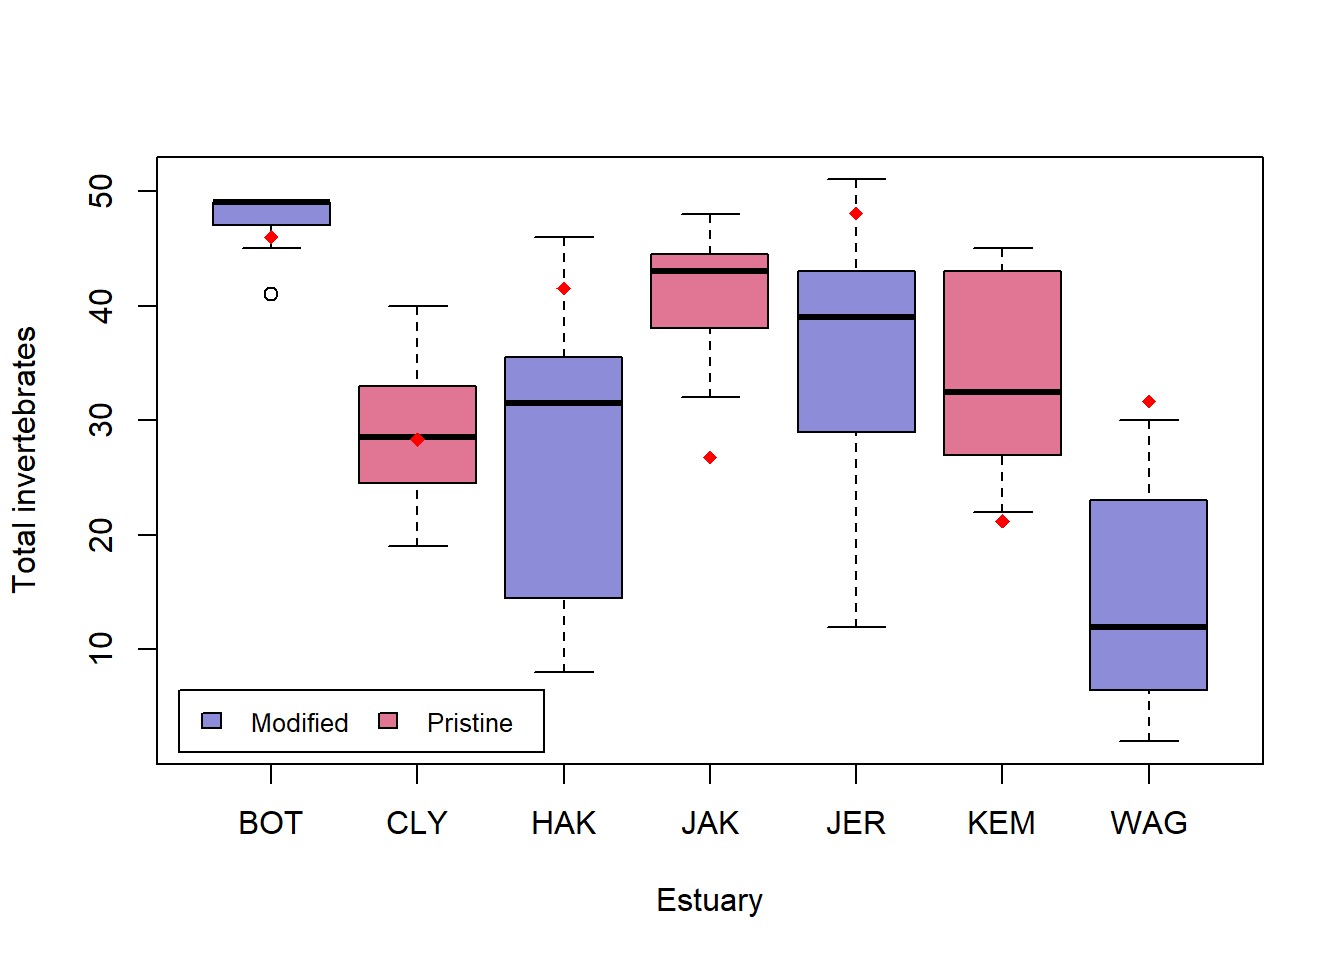 Total invertebrates
50
40
30
20
10
Modified Pristine
BOT CLY HAK JAK JER KEM WAG
Estuary